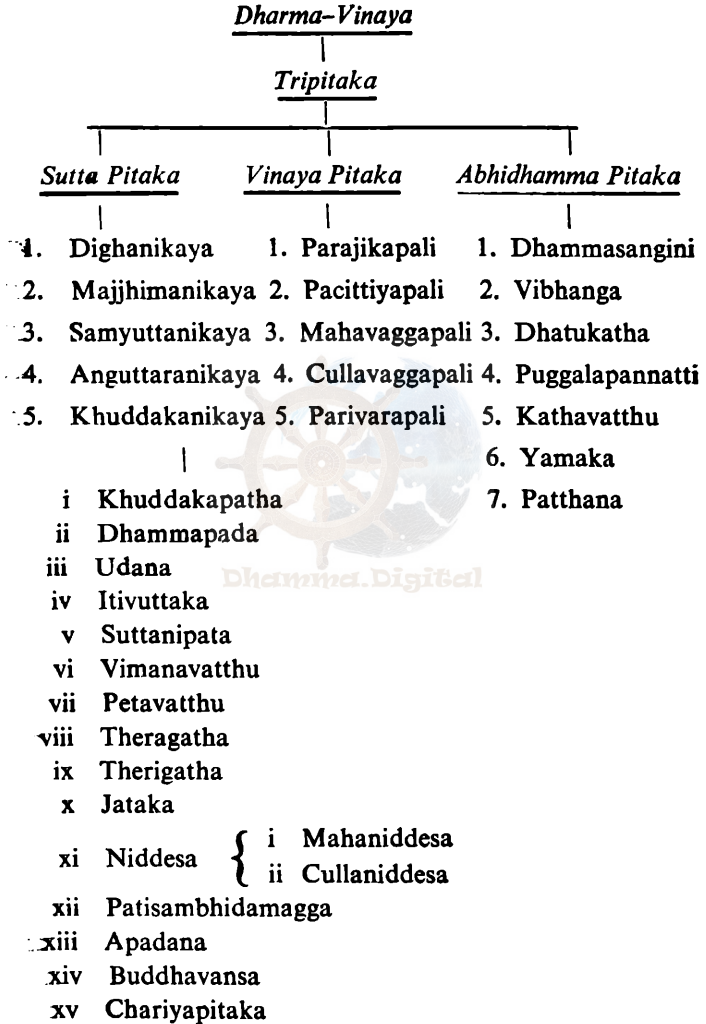 Dharma–Vinaya
Tripitaka
Sutta Pitaka Vinaya Pitaka Abhidhamma Pitaka
1. Dighanikaya 1. Parajikapali 1. Dhammasangini
2. Majjhimanikaya 2. Pacittiyapali 2. Vibhanga
3. Samyuttanikaya 3. Mahavaggapali 3. Dhatukatha
4. Anguttaranikaya 4. Cullavaggapali 4. Puggalapannatti
5. Khuddakanikaya 5. Parivarapali 5. Kathavatthu
6. Yamaka
i Khuddakapatha 7. Patthana
ii Dhammapada
iii Udana
Dhamma.Digital
iv Itivuttaka
v Suttanipata
vi Vimanavatthu
vii Petavatthu
viii Theragatha
ix Therigatha
x Jataka
xi Niddesa { i Mahaniddesa
ii Cullaniddesa
xii Patisambhidamagga
xiii Apadana
xiv Buddhavansa
xv Chariyapitaka